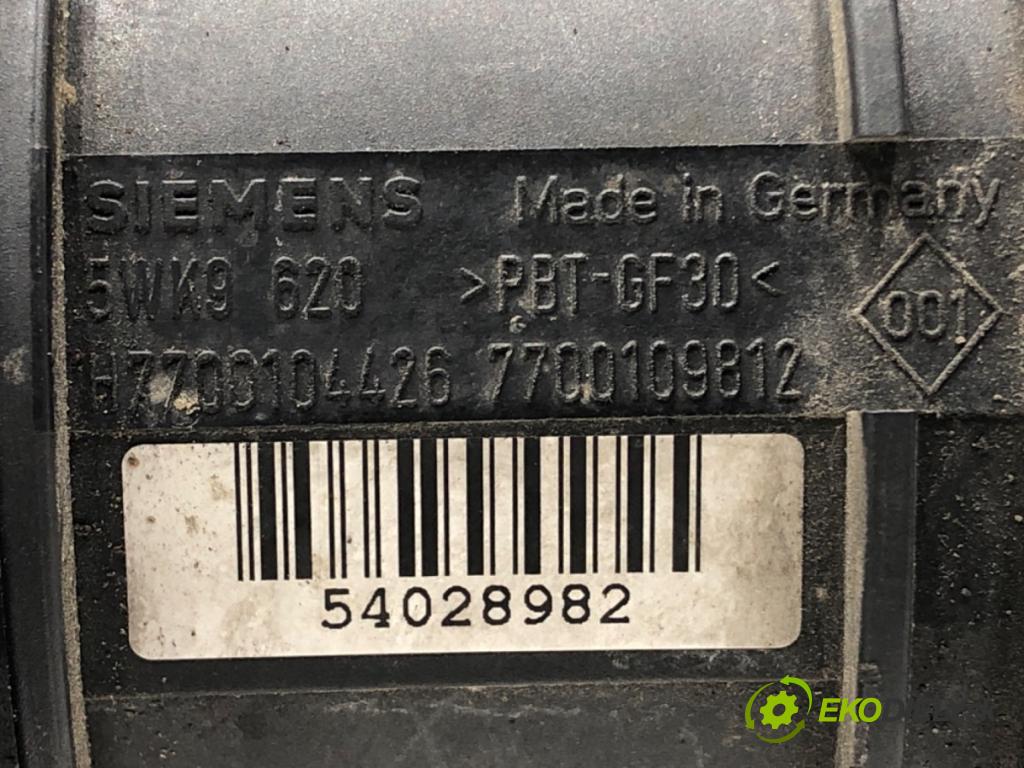 SIEMENS Made in Germany
5WK9 620 >PBT-GF30<
001
H7700104426 7700109812
54028982
EKO